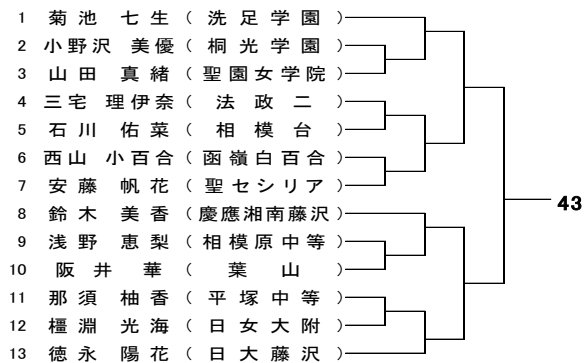 1 菊池 七生 ( 洗足学園 )
2 小野沢 美優 ( 桐光学園 )
3 山田 真緒 ( 聖園女学院 )
4 三宅 理伊奈 ( 法政二 )
5 石川 佑菜 ( 相模台 )
6 西山 小百合 ( 函嶺白百合 )
7 安藤 帆花 ( 聖セシリア )
43
8 鈴木 美香 ( 慶應湘南藤沢 )
9 浅野 恵梨 ( 相模原中等 )
10 阪井 華 ( 葉山 )
11 那須 柚香 ( 平塚中等 )
12 橿淵 光海 ( 日女大附 )
13 徳永 陽花 ( 日大藤沢 )